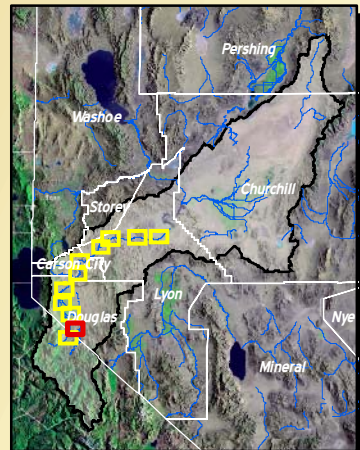 Pershing
Washoe
Churchill
Storey
Carson City
Lyon
Douglas
Nye
Mineral